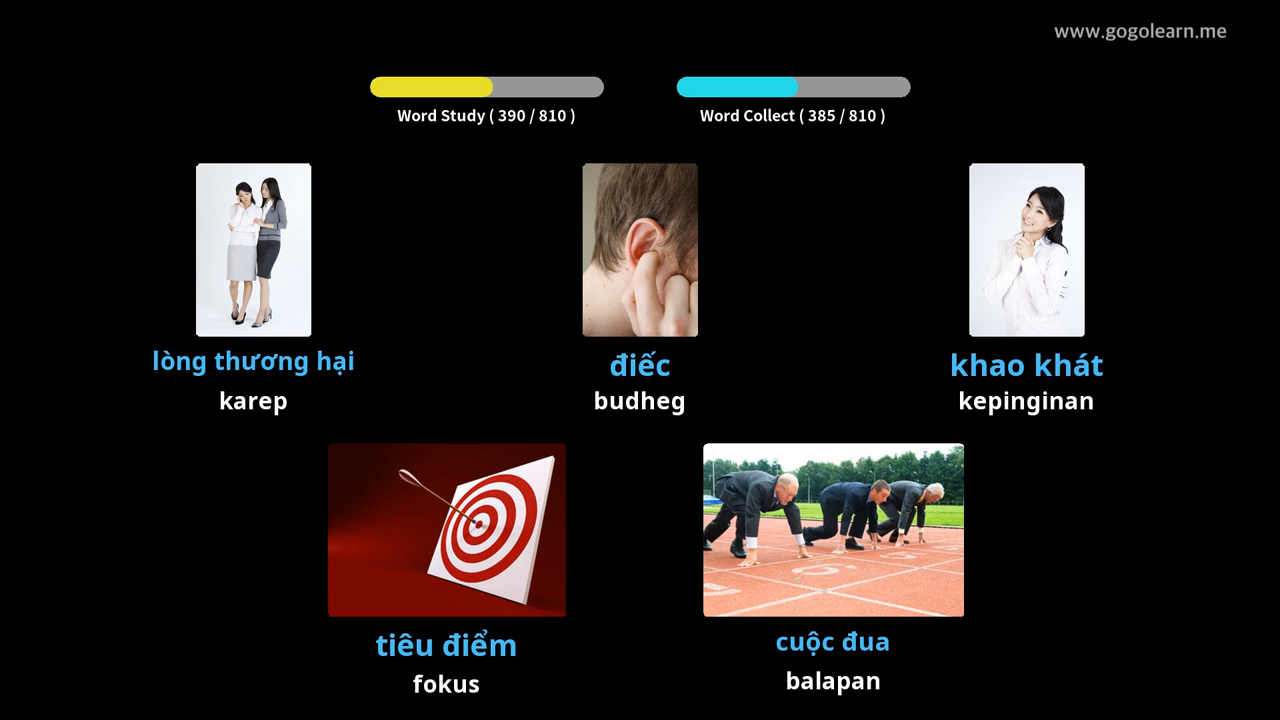 www.gogolearn.me
Word Study ( 390 / 810 )
Word Collect ( 385 / 810 )
lòng thương hại
karep
điếc
budheg
khao khát
kepinginan
tiêu điểm
fokus
cuộc đua
balapan